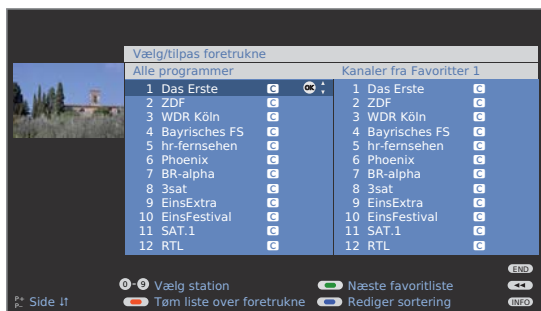 Vælg/tilpas foretrukne
Alle programmer Kanaler fra Favoritter 1
1 Das Erste C OK 1 Das Erste C
2 ZDF C 2 ZDF C
3 WDR Köln C 3 WDR Köln C
4 Bayrisches FS C 4 Bayrisches FS C
5 hr-fernsehen C 5 hr-fernsehen C
6 Phoenix C 6 Phoenix C
7 BR-alpha C 7 BR-alpha C
8 3sat C 8 3sat C
9 EinsExtra C 9 EinsExtra C
10 EinsFestival C 10 EinsFestival C
11 SAT.1 C 11 SAT.1 C
12 RTL C 12 RTL C
END
0-9 Vælg station Næste favoritliste
P+ P- Side Tøm liste over foretrukne Rediger sortering INFO